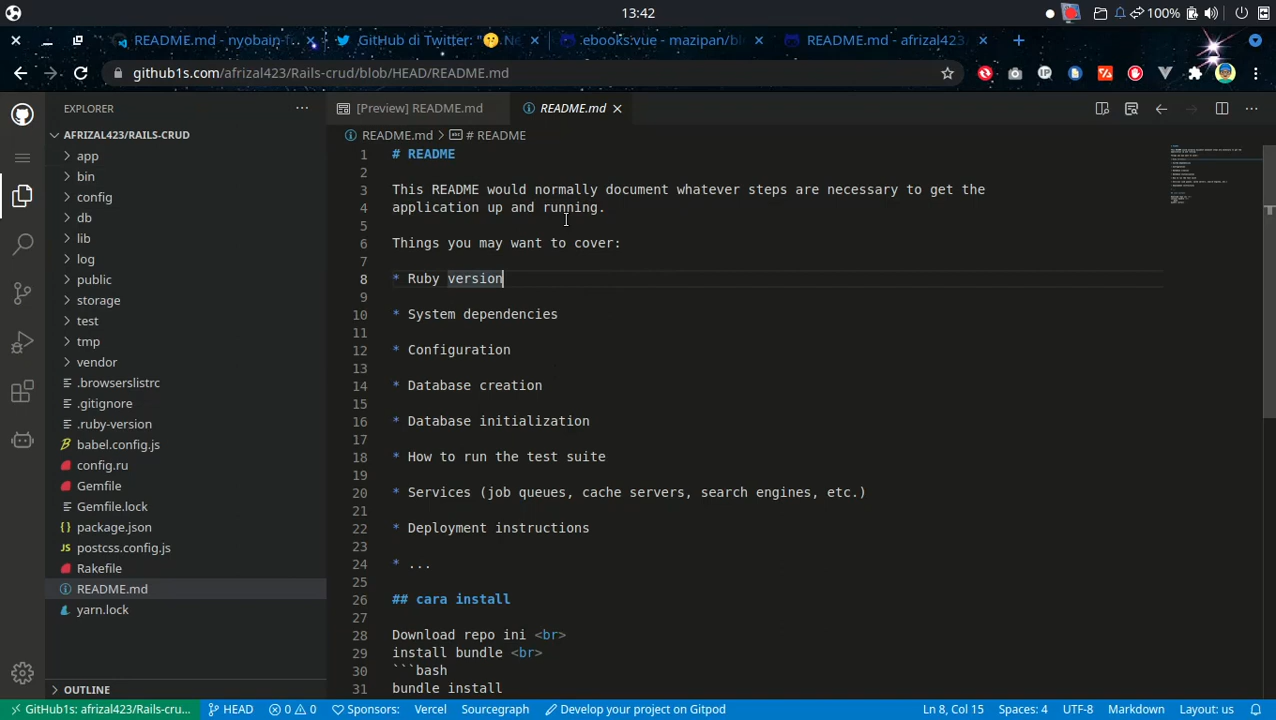 13:42
100%
README.md - nyobain-f...
GitHub di Twitter: "🤫 Ne
ebooks.vue - mazipan/bl
README.md - afrizal423/
github1s.com/afrizal423/Rails-crud/blob/HEAD/README.md
EXPLORER
[Preview] README.md
README.md
AFRIZAL423/RAILS-CRUD
README.md > # README
app
bin
config
db
lib
log
public
storage
test
tmp
vendor
.browserslistrc
.gitignore
.ruby-version
babel.config.js
config.ru
Gemfile
Gemfile.lock
package.json
postcss.config.js
Rakefile
README.md
yarn.lock
OUTLINE
1 # README
2
3 This README would normally document whatever steps are necessary to get the
4 application up and running.
5
6 Things you may want to cover:
7
8 * Ruby version
9
10 * System dependencies
11
12 * Configuration
13
14 * Database creation
15
16 * Database initialization
17
18 * How to run the test suite
19
20 * Services (job queues, cache servers, search engines, etc.)
21
22 * Deployment instructions
23
24 * ...
25
26 ## cara install
27
28 Download repo ini <br>
29 install bundle <br>
30 ```bash
31 bundle install
GitHub1s: afrizal423/Rails-cru... HEAD 0 0 Sponsors: Vercel Sourcegraph Develop your project on Gitpod Ln 8, Col 15 Spaces: 4 UTF-8 Markdown Layout: us